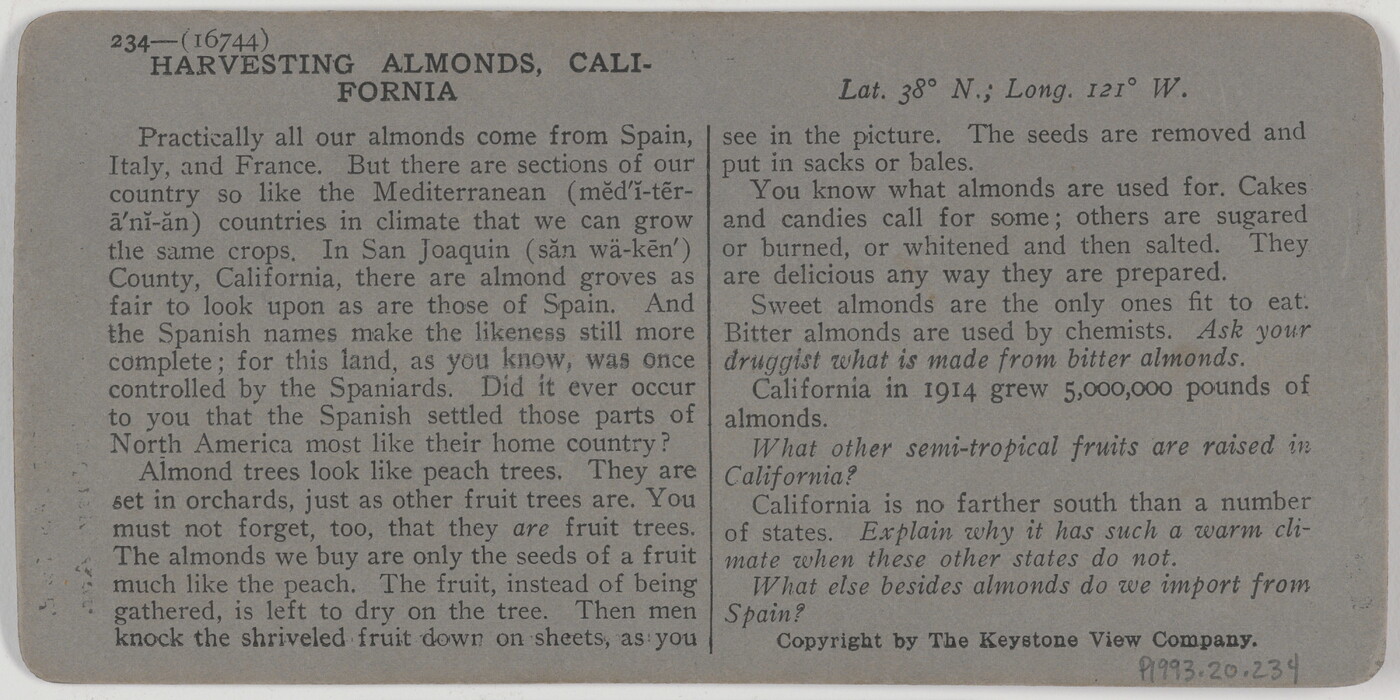 234—(16744)
HARVESTING ALMONDS, CALI-
FORNIA
Practically all our almonds come from Spain,
Italy, and France. But there are sections of our
country so like the Mediterranean (mĕd′ĭ-tẽr-
ā′nĭ-ăn) countries in climate that we can grow
the same crops. In San Joaquin (săn wä-kēn′)
County, California, there are almond groves as
fair to look upon as are those of Spain. And
the Spanish names make the likeness still more
complete; for this land, as you know, was once
controlled by the Spaniards. Did it ever occur
to you that the Spanish settled those parts of
North America most like their home country?
Almond trees look like peach trees. They are
set in orchards, just as other fruit trees are. You
must not forget, too, that they are fruit trees.
The almonds we buy are only the seeds of a fruit
much like the peach. The fruit, instead of being
gathered, is left to dry on the tree. Then men
knock the shriveled fruit down on sheets, as you
Lat. 38° N.; Long. 121° W.
see in the picture. The seeds are removed and
put in sacks or bales.
You know what almonds are used for. Cakes
and candies call for some; others are sugared
or burned, or whitened and then salted. They
are delicious any way they are prepared.
Sweet almonds are the only ones fit to eat.
Bitter almonds are used by chemists. Ask your
druggist what is made from bitter almonds.
California in 1914 grew 5,000,000 pounds of
almonds.
What other semi-tropical fruits are raised in
California?
California is no farther south than a number
of states. Explain why it has such a warm cli-
mate when these other states do not.
What else besides almonds do we import from
Spain?
Copyright by The Keystone View Company.
P1993.20.234